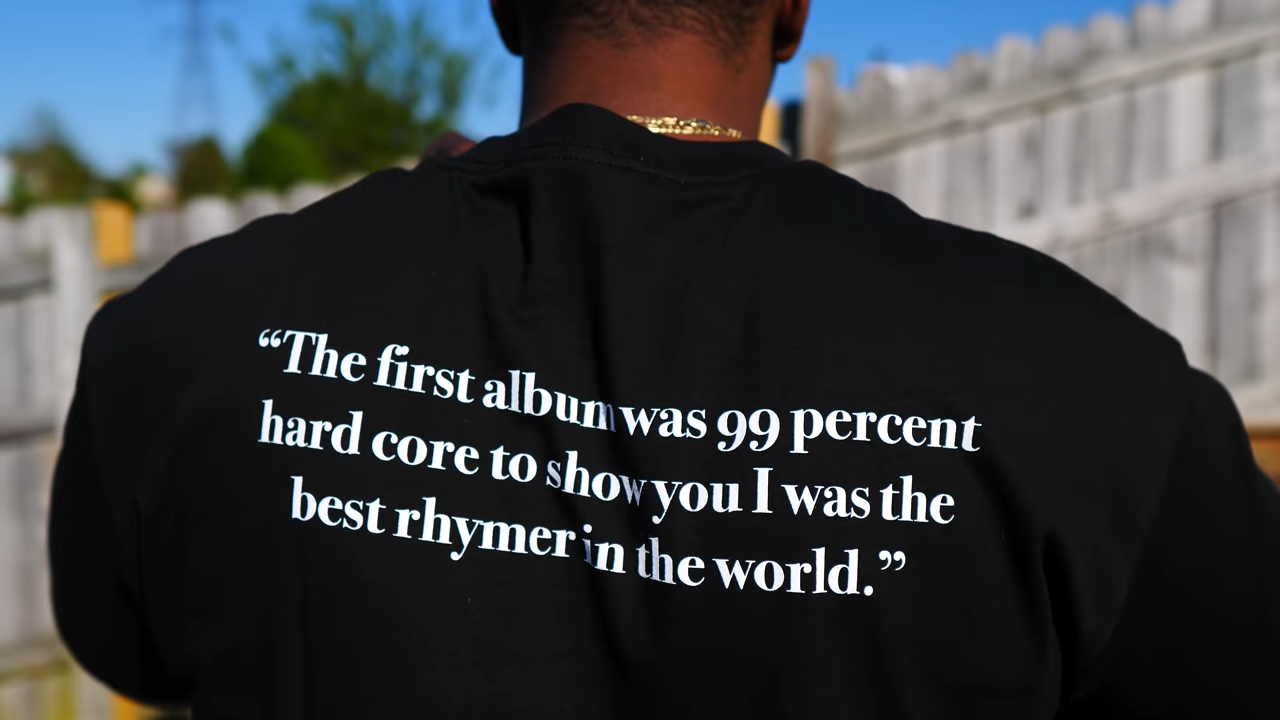 “The first album was 99 percent
hard core to show you I was the
best rhymer in the world.”